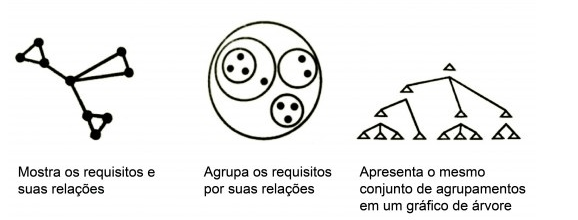 Mostra os requisitos e
suas relações
Agrupa os requisitos
por suas relações
Apresenta o mesmo
conjunto de agrupamentos
em um gráfico de árvore